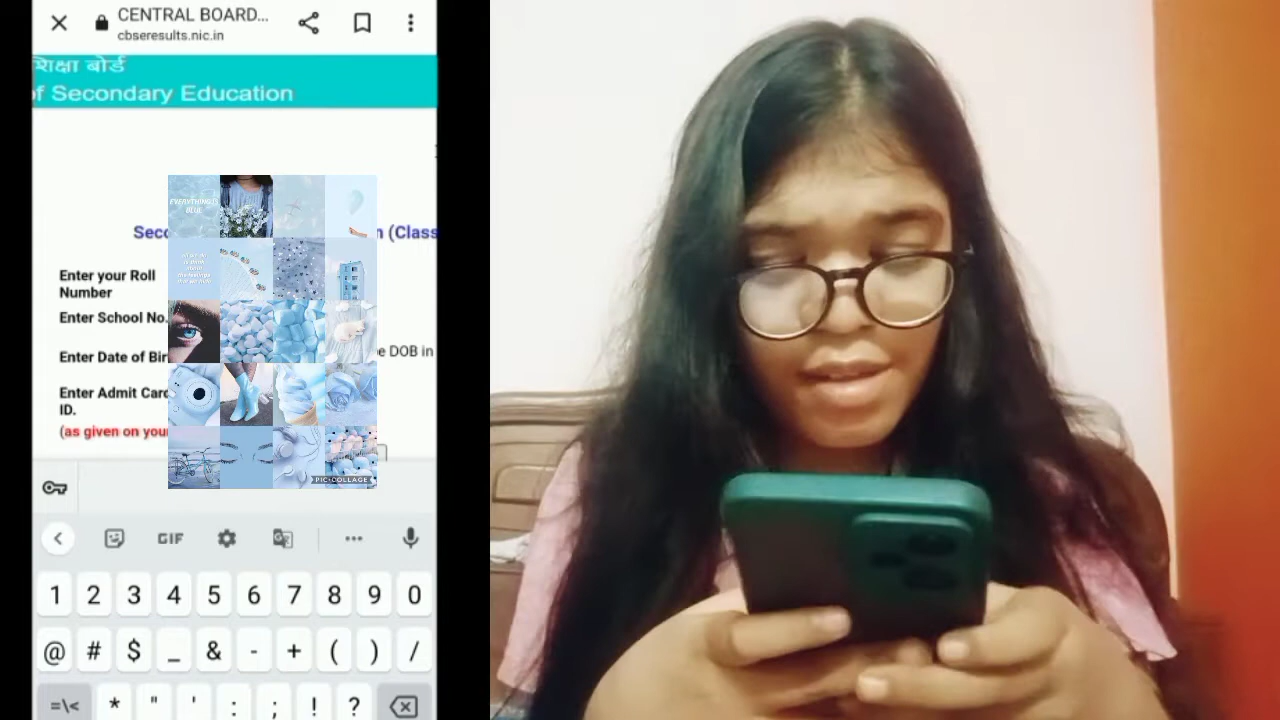 CENTRAL BOARD...
cbseresults.nic.in
शिक्षा बोर्ड
of Secondary Education
EVERYTHING IS
BLUE
(Class
Enter your Roll
Number
Enter School No.
Enter Date of Bir
e DOB in
Enter Admit Card
ID.
(as given on your
PIC•COLLAGE
GIF
1 2 3 4 5 6 7 8 9 0
@ # $ _ & - + ( ) /
=\< * " ' : ; ! ?